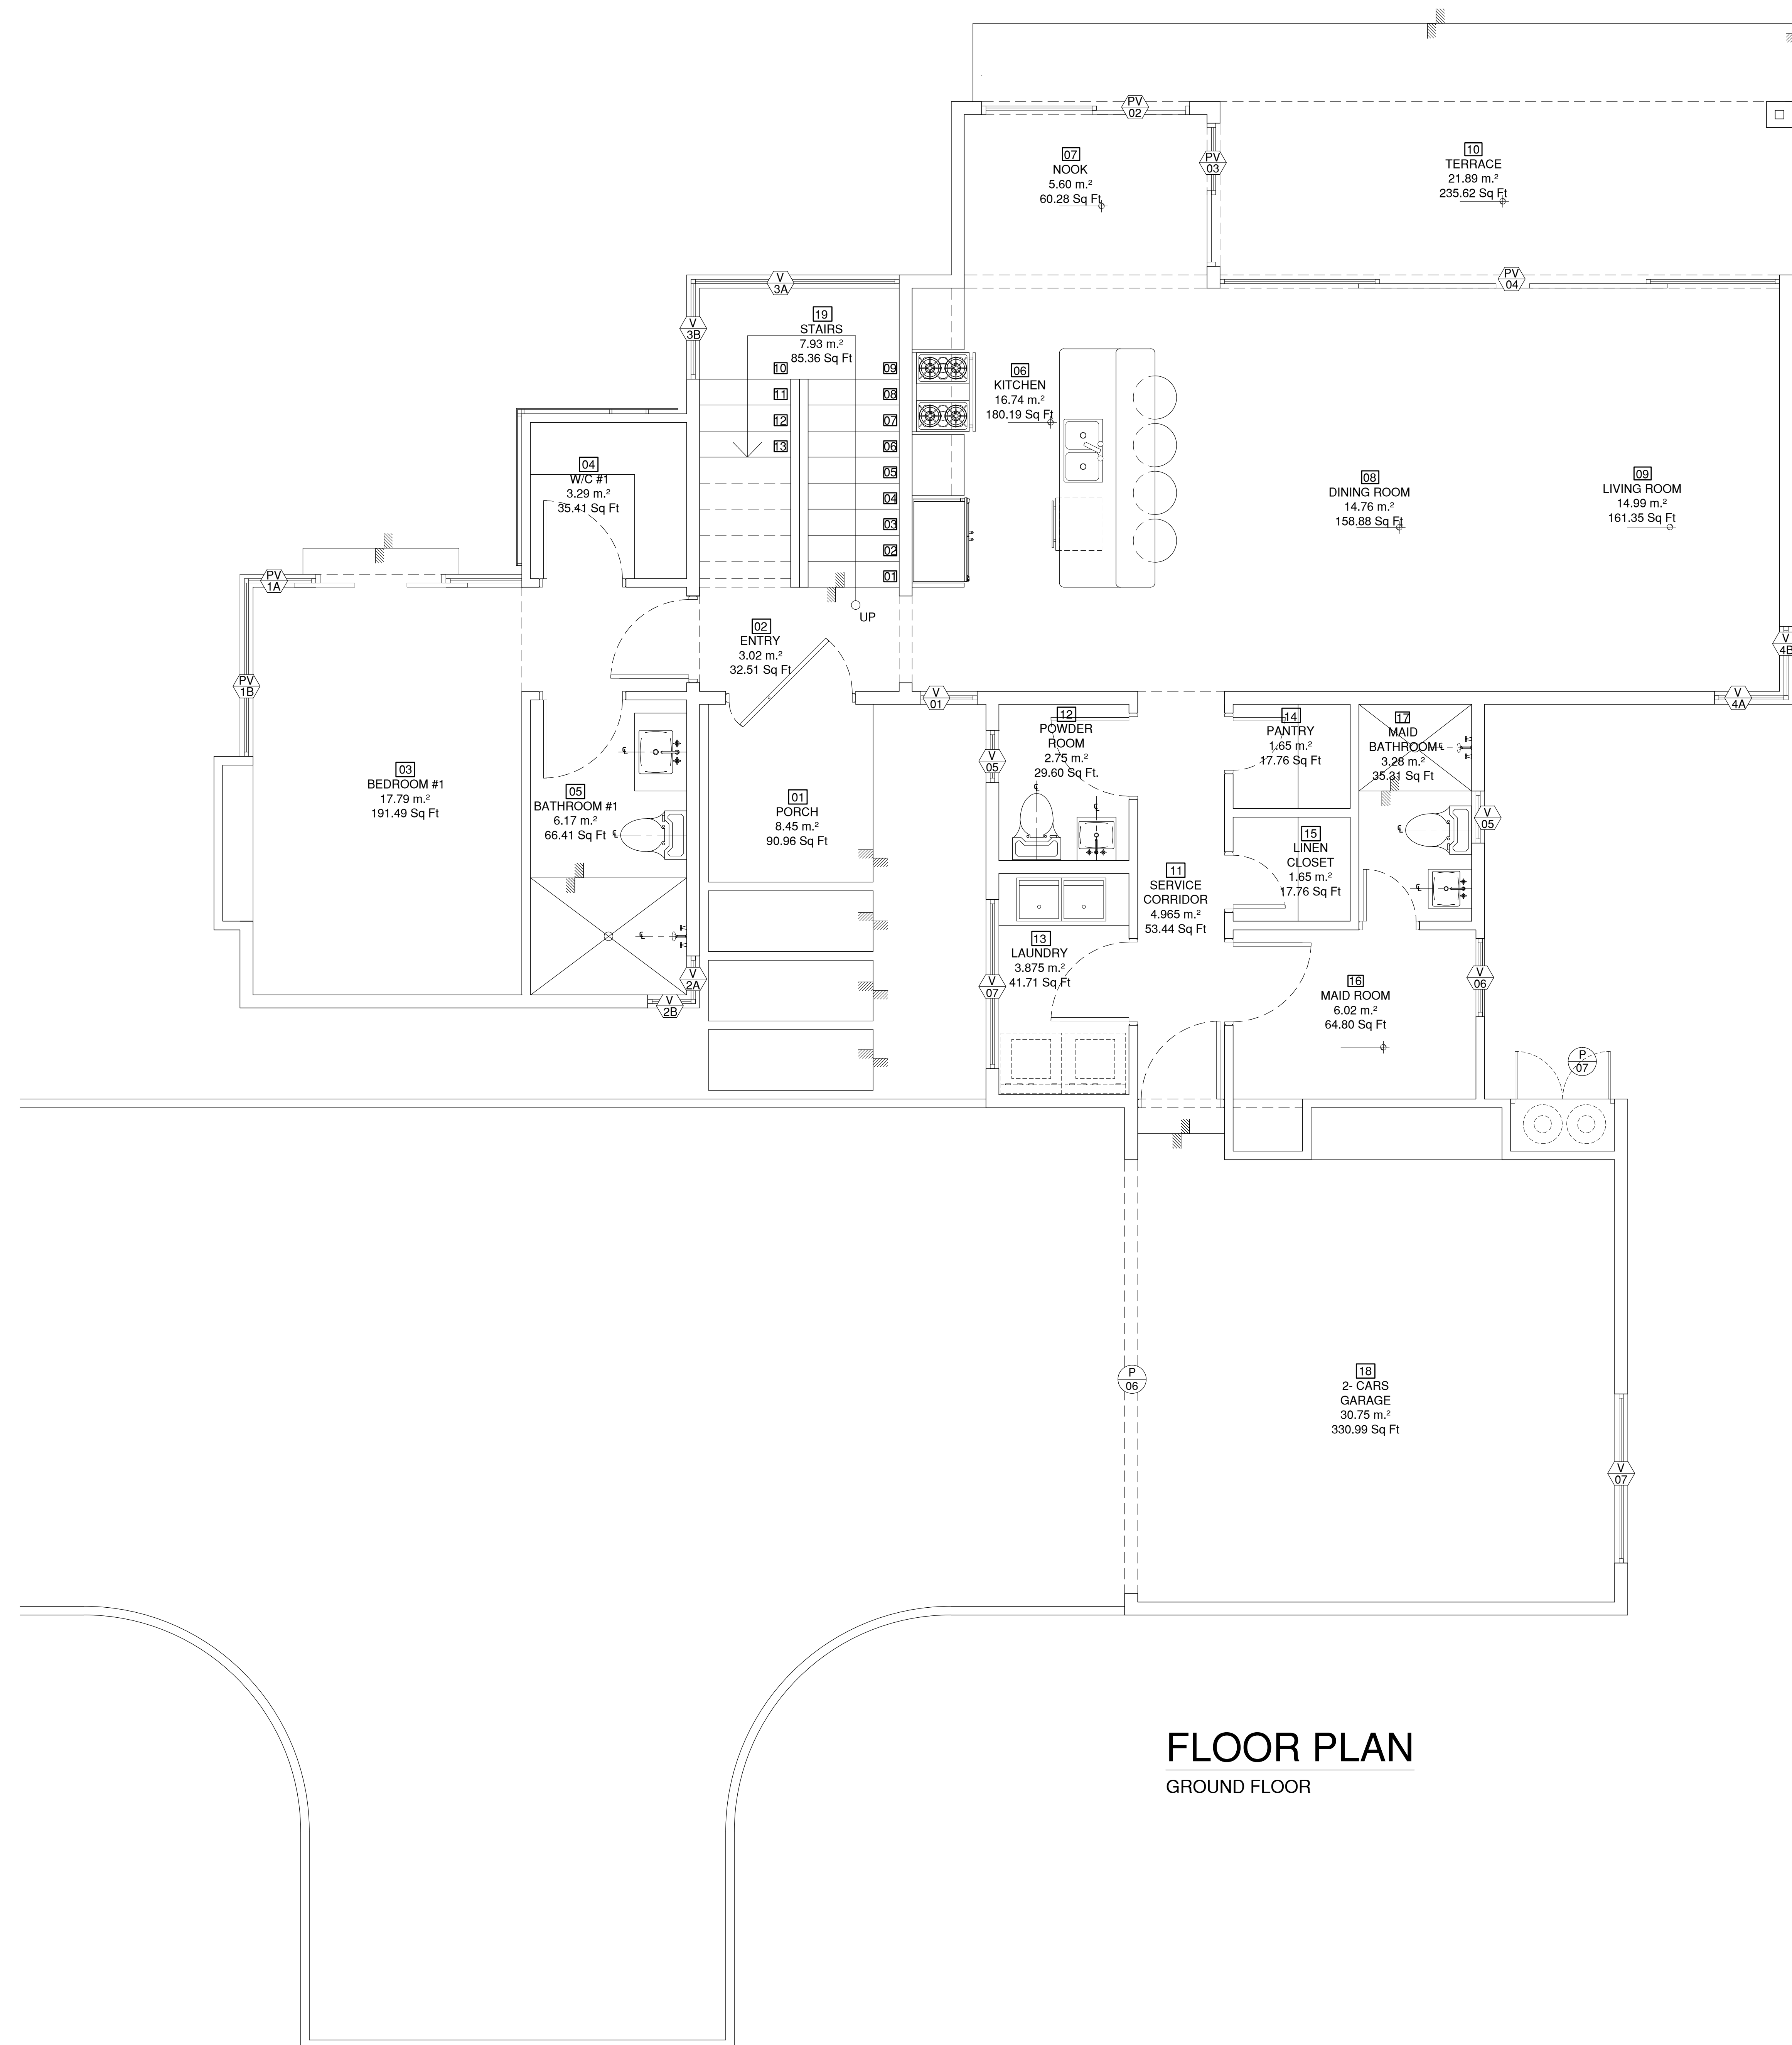 PV
02
07
NOOK
5.60 m.²
60.28 Sq Ft
PV
03
10
TERRACE
21.89 m.²
235.62 Sq Ft
V
3A
PV
04
V
3B
19
STAIRS
7.93 m.²
85.36 Sq Ft
10
09
11
08
12
07
13
06
05
04
03
02
01
UP
06
KITCHEN
16.74 m.²
180.19 Sq Ft
04
W/C #1
3.29 m.²
35.41 Sq Ft
08
DINING ROOM
14.76 m.²
158.88 Sq Ft
09
LIVING ROOM
14.99 m.²
161.35 Sq Ft
PV
1A
PV
1B
02
ENTRY
3.02 m.²
32.51 Sq Ft
V
4B
V
01
V
4A
03
BEDROOM #1
17.79 m.²
191.49 Sq Ft
05
BATHROOM #1
6.17 m.²
66.41 Sq Ft
01
PORCH
8.45 m.²
90.96 Sq Ft
12
POWDER
ROOM
2.75 m.²
29.60 Sq Ft.
V
05
14
PANTRY
1.65 m.²
17.76 Sq Ft
17
MAID
BATHROOM
3.28 m.²
35.31 Sq Ft
V
05
15
LINEN
CLOSET
1.65 m.²
17.76 Sq Ft
11
SERVICE
CORRIDOR
4.965 m.²
53.44 Sq Ft
13
LAUNDRY
3.875 m.²
41.71 Sq Ft
V
07
V
2A
V
2B
16
MAID ROOM
6.02 m.²
64.80 Sq Ft
V
06
P
07
P
06
18
2- CARS
GARAGE
30.75 m.²
330.99 Sq Ft
V
07
FLOOR PLAN
GROUND FLOOR